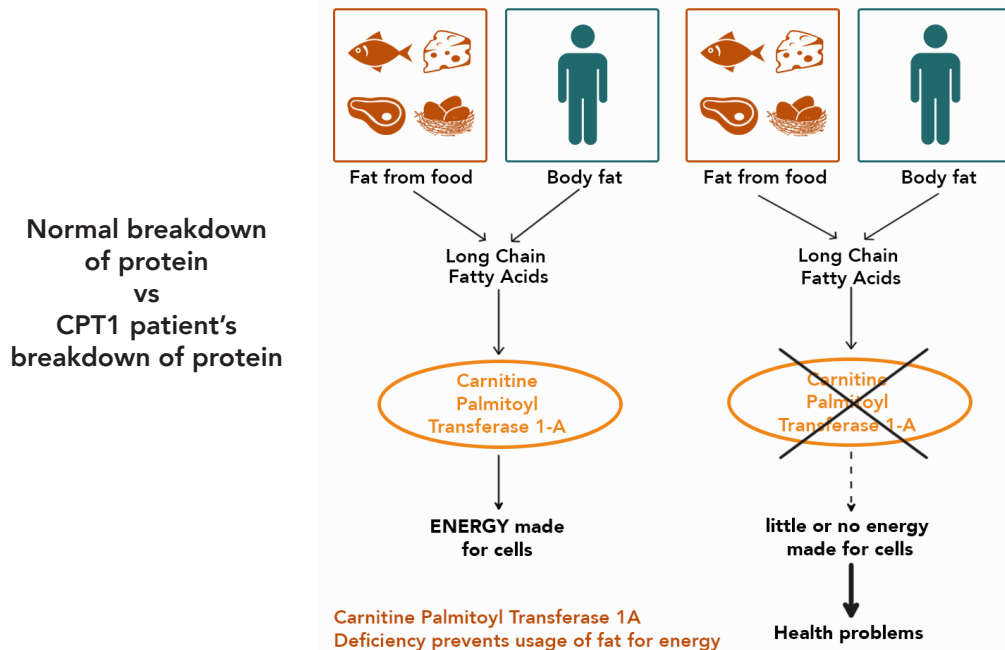 Normal breakdown
of protein
vs
CPT1 patient's
breakdown of protein
Fat from food
Body fat
Long Chain
Fatty Acids
Carnitine
Palmitoyl
Transferase 1-A
ENERGY made
for cells
Fat from food
Body fat
Long Chain
Fatty Acids
Carnitine
Palmitoyl
Transferase 1-A
little or no energy
made for cells
Health problems
Carnitine Palmitoyl Transferase 1A
Deficiency prevents usage of fat for energy